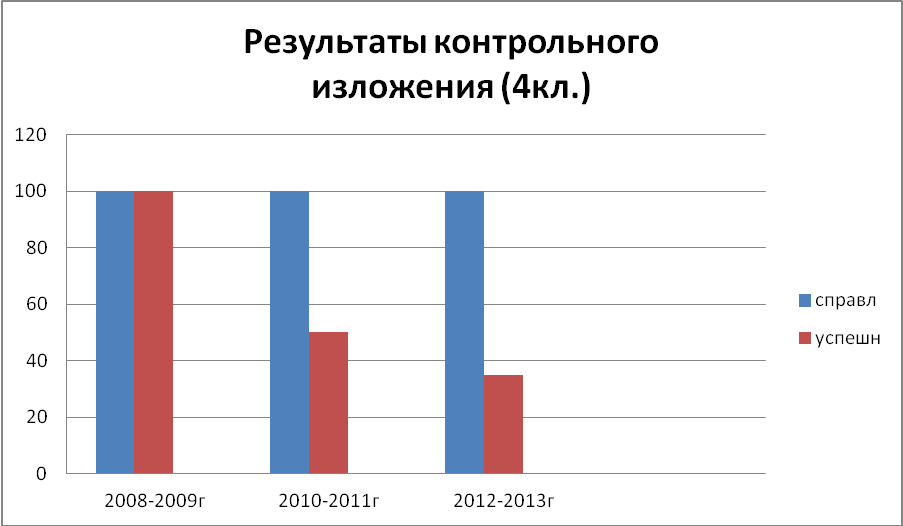 Результаты контрольного
изложения (4кл.)
120
100
80
60
40
20
0
2008-2009г
2010-2011г
2012-2013г
справл
успешн